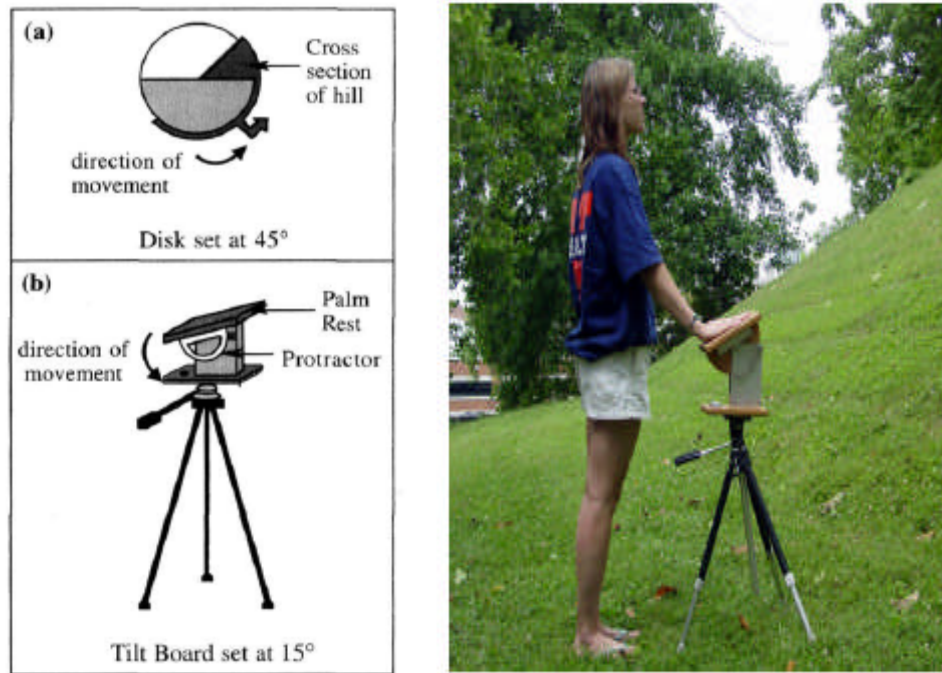 (a)
Cross
section
of hill
direction of
movement
Disk set at 45°
(b)
Palm
Rest
direction of
movement
Protractor
Tilt Board set at 15°